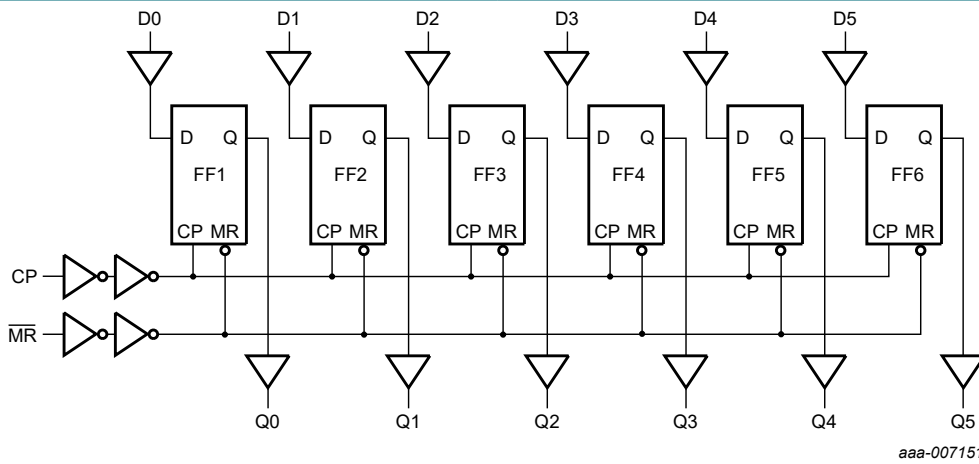 D0 D1 D2 D3 D4 D5
D Q D Q D Q D Q D Q D Q
FF1 FF2 FF3 FF4 FF5 FF6
CP MR CP MR CP MR CP MR CP MR CP MR
CP
M̅R̅
Q0 Q1 Q2 Q3 Q4 Q5
aaa-007151